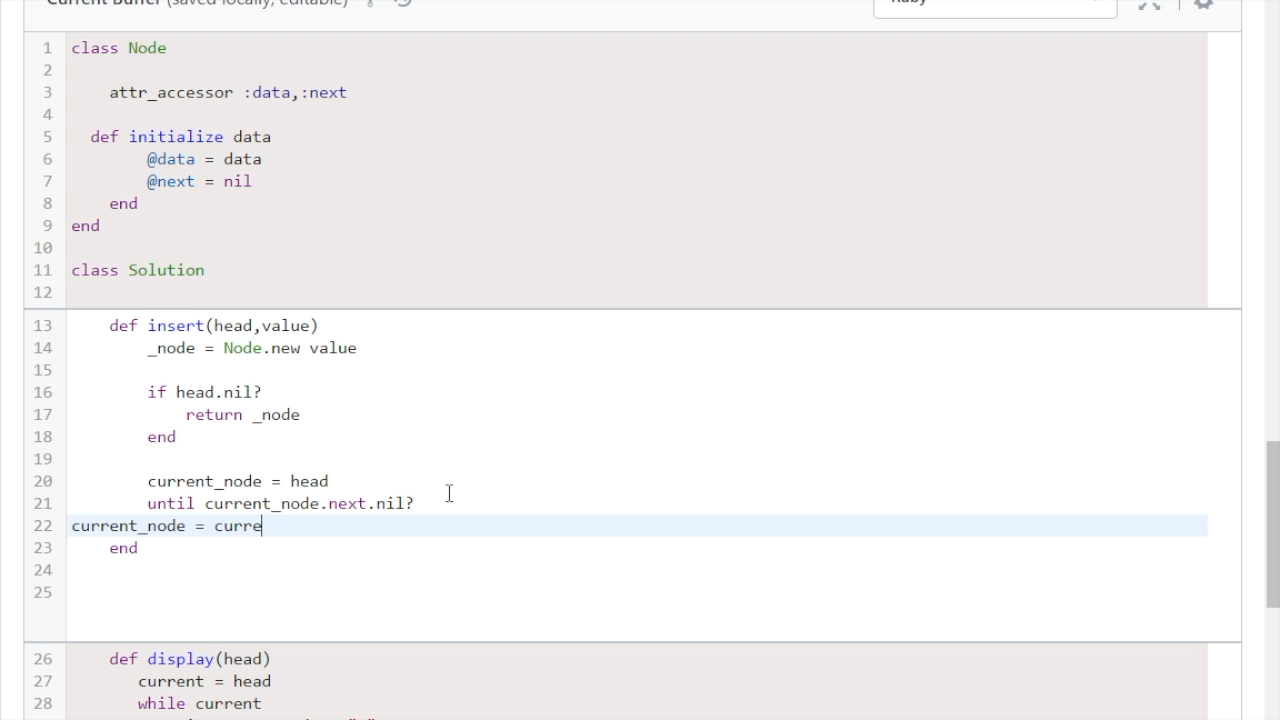 Current Buffer (saved locally, editable)
Ruby
1 class Node
2
3 attr_accessor :data,:next
4
5 def initialize data
6 @data = data
7 @next = nil
8 end
9 end
10
11 class Solution
12
13 def insert(head,value)
14 _node = Node.new value
15
16 if head.nil?
17 return _node
18 end
19
20 current_node = head
21 until current_node.next.nil?
22 current_node = curre
23 end
24
25
26 def display(head)
27 current = head
28 while current